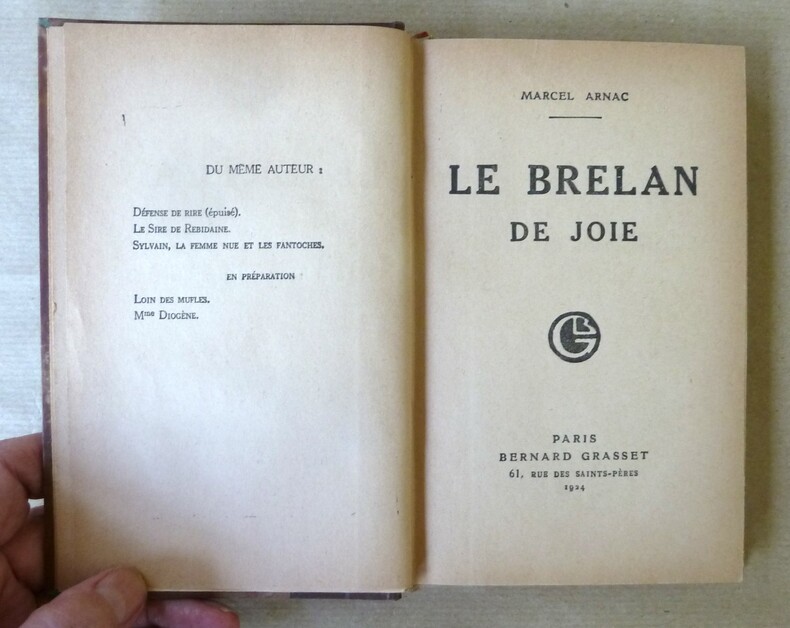 DU MÊME AUTEUR :
DÉFENSE DE RIRE (épuisé).
LE SIRE DE REBIDAINE.
SYLVAIN, LA FEMME NUE ET LES FANTOCHES.
EN PRÉPARATION
LOIN DES MUFLES.
Mme DIOGÈNE.
MARCEL ARNAC
LE BRELAN
DE JOIE
BG
PARIS
BERNARD GRASSET
61, RUE DES SAINTS-PÈRES
1924